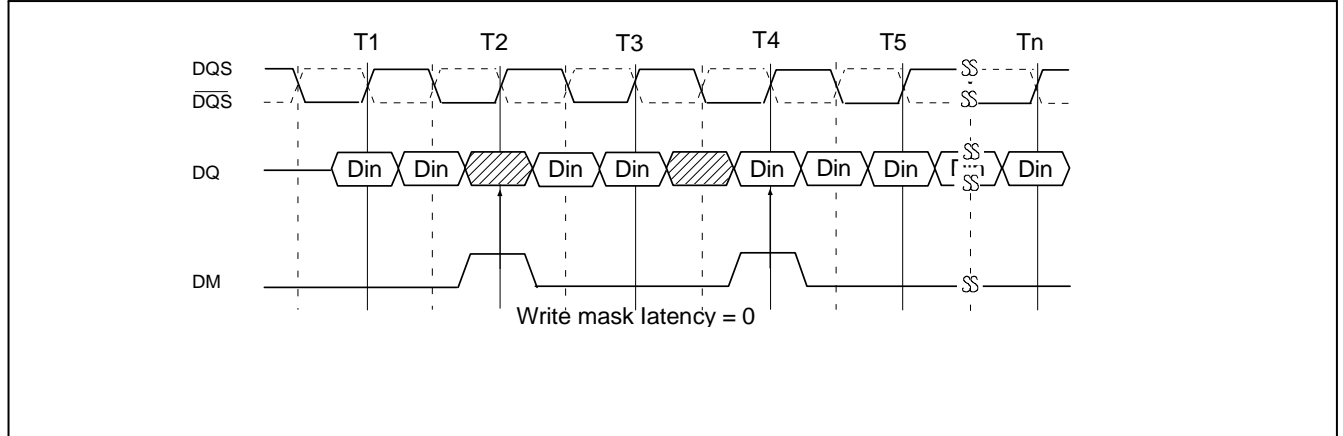 T1 T2 T3 T4 T5 Tn
DQS
DQS
DQ Din Din Din Din Din Din Din Din
DM
Write mask latency = 0